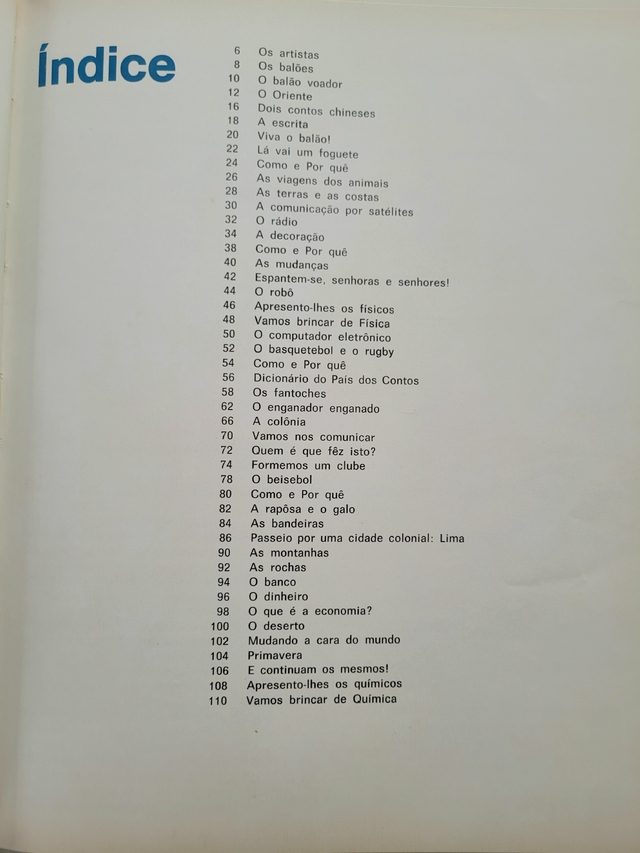 Índice
6 Os artistas
8 Os balões
10 O balão voador
12 O Oriente
16 Dois contos chineses
18 A escrita
20 Viva o balão!
22 Lá vai um foguete
24 Como e Por quê
26 As viagens dos animais
28 As terras e as costas
30 A comunicação por satélites
32 O rádio
34 A decoração
38 Como e Por quê
40 As mudanças
42 Espantem-se, senhoras e senhores!
44 O robô
46 Apresento-lhes os físicos
48 Vamos brincar de Física
50 O computador eletrônico
52 O basquetebol e o rugby
54 Como e Por quê
56 Dicionário do País dos Contos
58 Os fantoches
62 O enganador enganado
66 A colônia
70 Vamos nos comunicar
72 Quem é que fêz isto?
74 Formemos um clube
78 O beisebol
80 Como e Por quê
82 A rapôsa e o galo
84 As bandeiras
86 Passeio por uma cidade colonial: Lima
90 As montanhas
92 As rochas
94 O banco
96 O dinheiro
98 O que é a economia?
100 O deserto
102 Mudando a cara do mundo
104 Primavera
106 E continuam os mesmos!
108 Apresento-lhes os químicos
110 Vamos brincar de Química